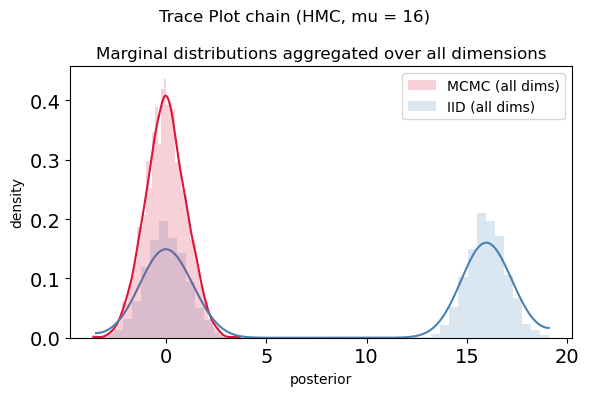 Trace Plot chain (HMC, mu = 16)
Marginal distributions aggregated over all dimensions
MCMC (all dims)
IID (all dims)
density
0.4
0.3
0.2
0.1
0.0
0 5 10 15 20
posterior